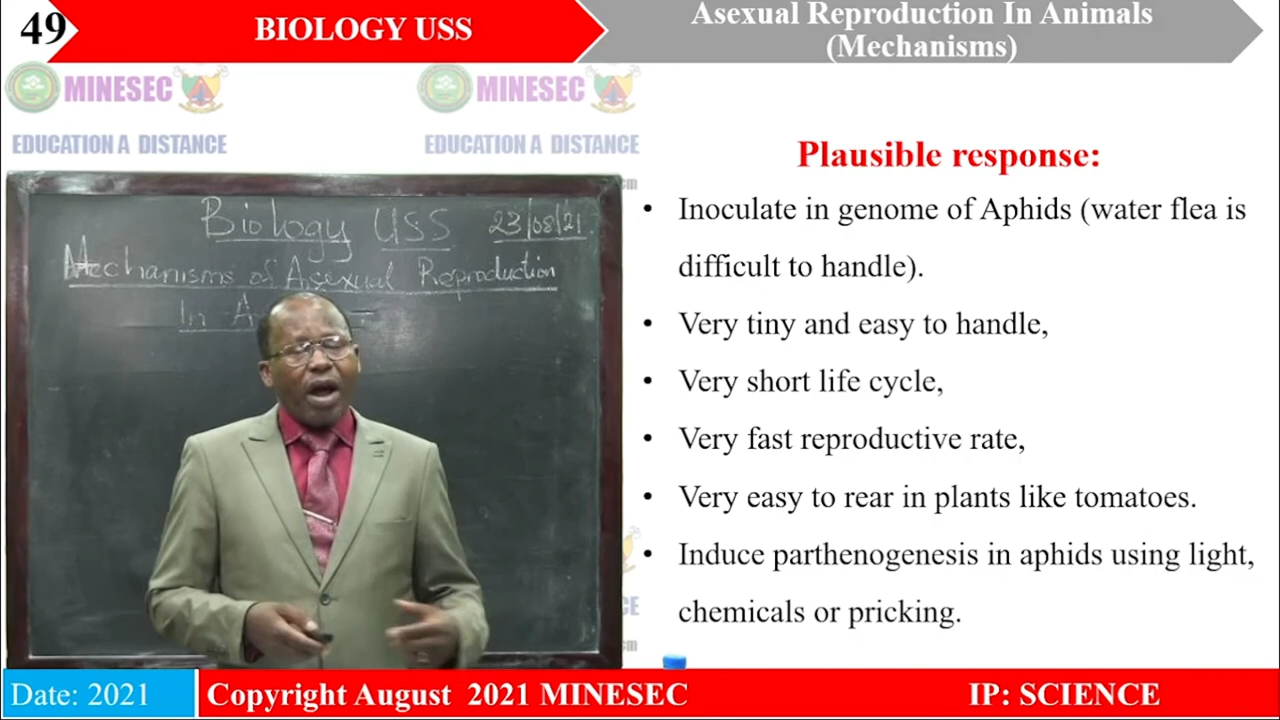 49
BIOLOGY USS
Asexual Reproduction In Animals
(Mechanisms)
MINESEC
MINESEC
EDUCATION A DISTANCE
EDUCATION A DISTANCE
Biology USS 23/08/21
Mechanisms of Asexual Reproduction
In A
Plausible response:
• Inoculate in genome of Aphids (water flea is
difficult to handle).
• Very tiny and easy to handle,
• Very short life cycle,
• Very fast reproductive rate,
• Very easy to rear in plants like tomatoes.
• Induce parthenogenesis in aphids using light,
chemicals or pricking.
Date: 2021
Copyright August 2021 MINESEC
IP: SCIENCE